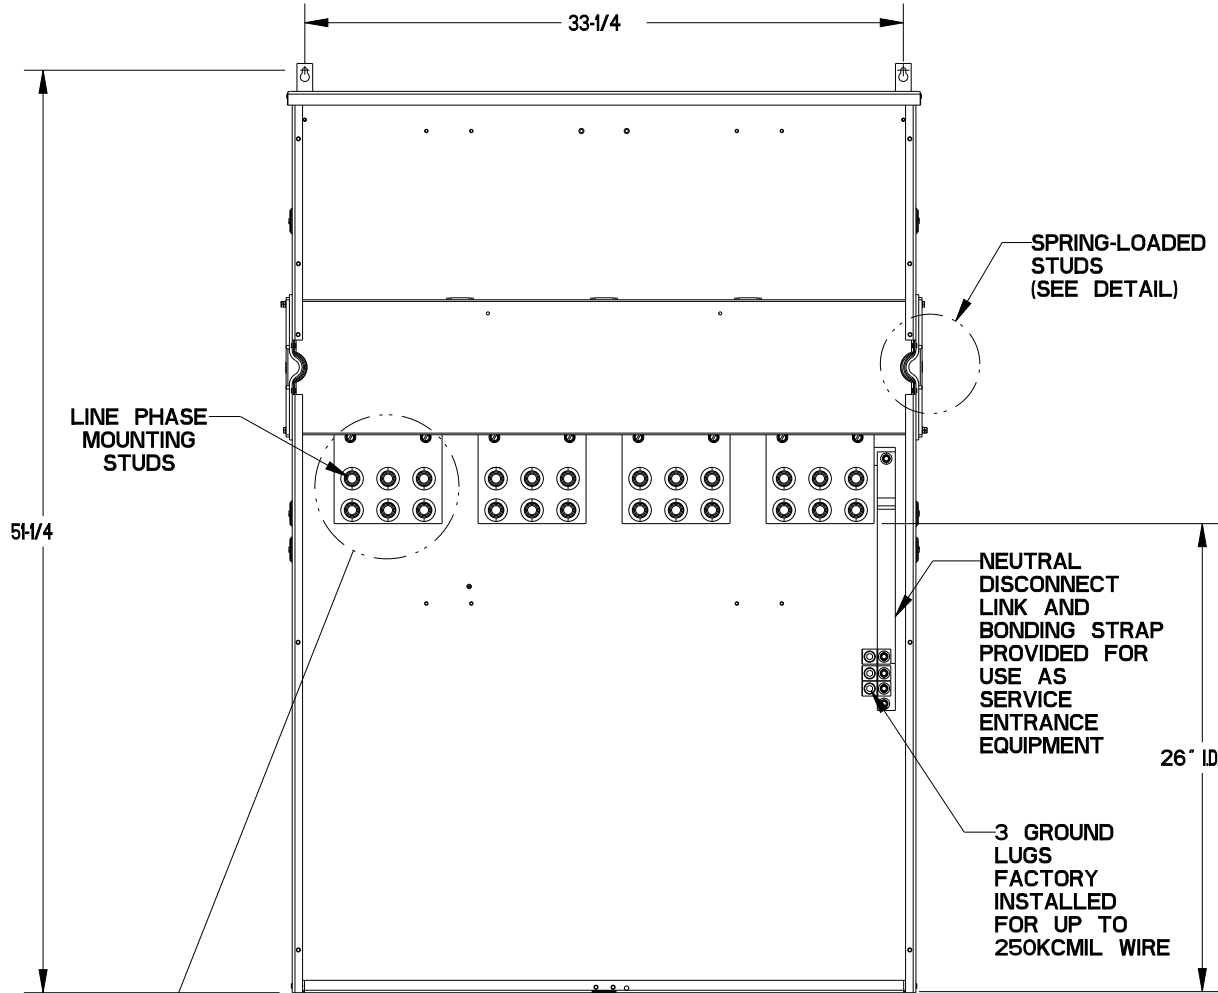 33-1/4
SPRING-LOADED
STUDS
(SEE DETAIL)
LINE PHASE
MOUNTING
STUDS
51-1/4
NEUTRAL
DISCONNECT
LINK AND
BONDING STRAP
PROVIDED FOR
USE AS
SERVICE
ENTRANCE
EQUIPMENT
26" I.D
3 GROUND
LUGS
FACTORY
INSTALLED
FOR UP TO
250KCMIL WIRE